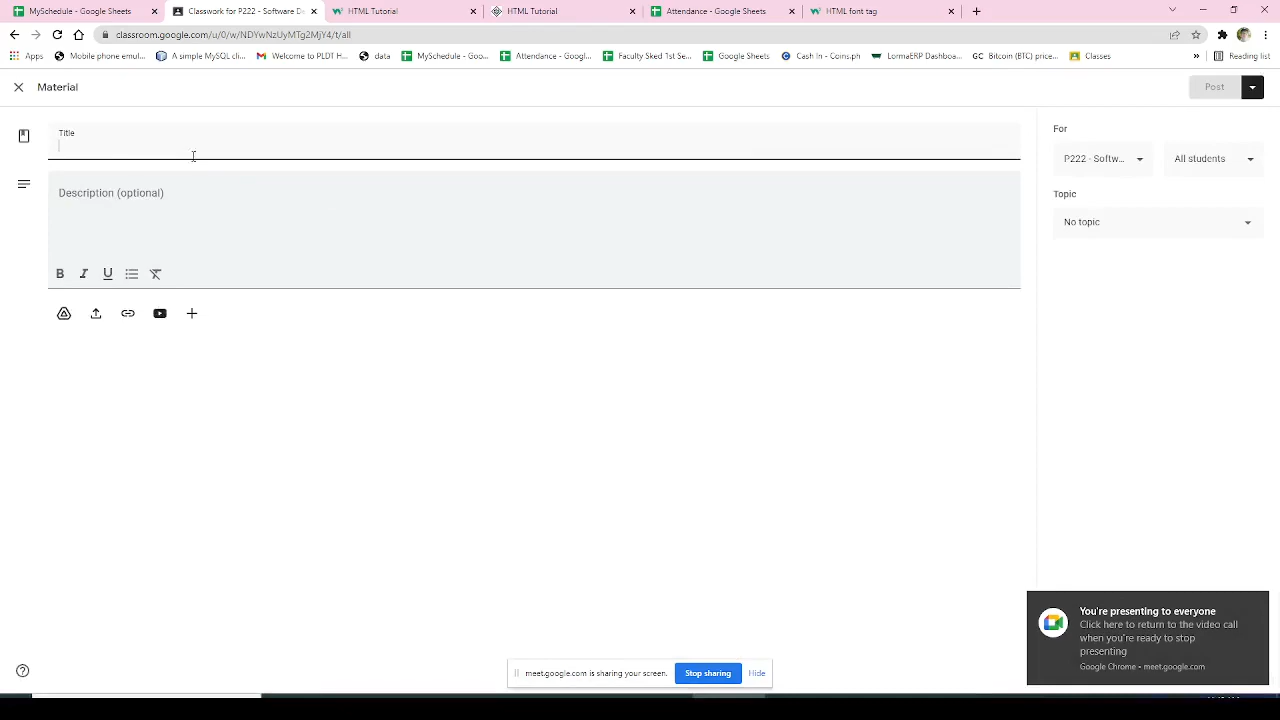 MySchedule - Google Sheets
Classwork for P222 - Software De
HTML Tutorial
HTML Tutorial
Attendance - Google Sheets
HTML font tag
classroom.google.com/u/0/w/NDYwNzUyMTg2MjY4/t/all
Apps
Mobile phone emul...
A simple MySQL cli...
Welcome to PLDT H...
data
MySchedule - Goo...
Attendance - Googl...
Faculty Sked 1st Se...
Google Sheets
Cash In - Coins.ph
LormaERP Dashboa...
GC Bitcoin (BTC) price...
Classes
»
Reading list
Material
Post
Title
Description (optional)
B I U
For
P222 - Softw...
All students
Topic
No topic
You're presenting to everyone
Click here to return to the video call
when you're ready to stop
presenting
Google Chrome • meet.google.com
meet.google.com is sharing your screen.
Stop sharing
Hide